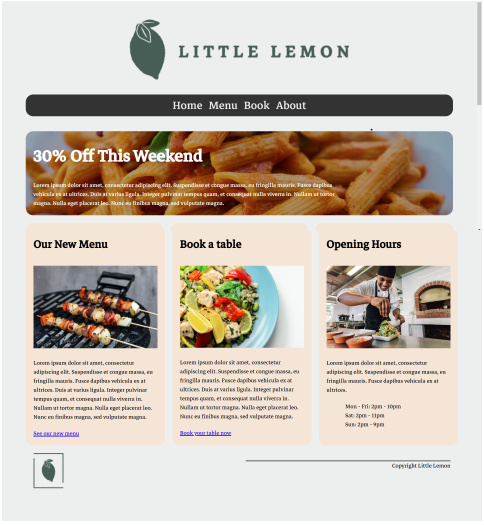 LITTLE LEMON
Home Menu Book About
30% Off This Weekend
Lorem ipsum dolor sit amet, consectetur adipiscing elit. Suspendisse et congue massa, eu fringilla mauris. Fusce dapibus
vehicula ex at ultrices. Duis at varius ligula. Integer pulvinar tempus quam, et consequat nulla consectetur in. Nullam ut tortor
magna. Nulla eget placerat leo. Nunc eu finibus magna, sed vulputate magna.
Our New Menu
Lorem ipsum dolor sit amet, consectetur
adipiscing elit. Suspendisse et congue massa, eu
fringilla mauris. Fusce dapibus vehicula ex at
ultrices. Duis at varius ligula. Integer pulvinar
tempus quam, et consequat nulla consectetur in.
Nullam ut tortor magna. Nulla eget placerat leo.
Nunc eu finibus magna, sed vulputate magna.
See our new menu
Book a table
Lorem ipsum dolor sit amet, consectetur
adipiscing elit. Suspendisse et congue massa, eu
fringilla mauris. Fusce dapibus vehicula ex at
ultrices. Duis at varius ligula. Integer pulvinar
tempus quam, et consequat nulla consectetur in.
Nullam ut tortor magna. Nulla eget placerat leo.
Nunc eu finibus magna, sed vulputate magna.
Book your table now
Opening Hours
Lorem ipsum dolor sit amet, consectetur
adipiscing elit. Suspendisse et congue massa, eu
fringilla mauris. Fusce dapibus vehicula ex at
ultrices.
Mon - Fri: 2pm - 10pm
Sat: 2pm - 11pm
Sun: 2pm - 9pm
Copyright Little Lemon